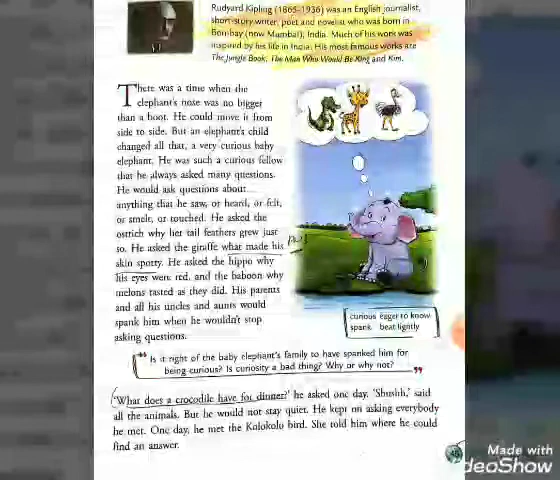 Rudyard Kipling (1865–1936) was an English journalist,
short-story writer, poet and novelist who was born in
Bombay (now Mumbai), India. Much of his work was
inspired by his life in India. His most famous works are
The Jungle Book, The Man Who Would Be King and Kim.
There was a time when the
elephant's nose was no bigger
than a boot. He could move it from
side to side. But an elephant's child
changed all that, a very curious baby
elephant. He was such a curious fellow
that he always asked many questions.
He would ask questions about
anything that he saw, or heard, or felt,
or smelt, or touched. He asked the
ostrich why her tail feathers grew just
so. He asked the giraffe what made his
skin spotty. He asked the hippo why
his eyes were red, and the baboon why
melons tasted as they did. His parents
and all his uncles and aunts would
spank him when he wouldn't stop
asking questions.
curious eager to know
spank beat lightly
" Is it right of the baby elephant's family to have spanked him for
being curious? Is curiosity a bad thing? Why or why not? "
'What does a crocodile have for dinner?' he asked one day. 'Shushh,' said
all the animals. But he would not stay quiet. He kept on asking everybody
he met. One day, he met the Kolokolo bird. She told him where he could
find an answer.
Made with
deoShow